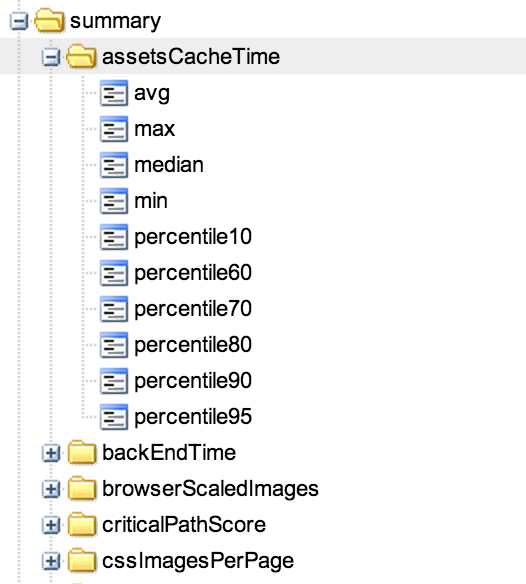 summary
assetsCacheTime
avg
max
median
min
percentile10
percentile60
percentile70
percentile80
percentile90
percentile95
backEndTime
browserScaledImages
criticalPathScore
cssImagesPerPage